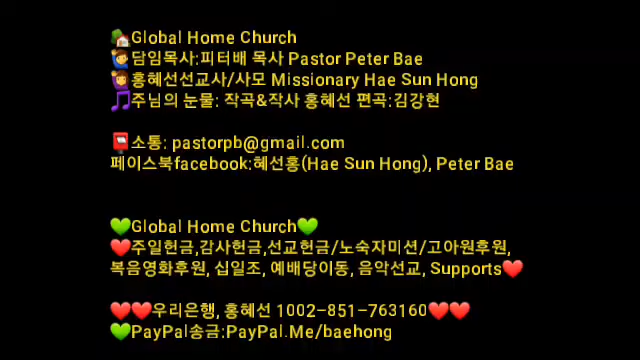 🏡Global Home Church
🙋‍♂️담임목사:피터배 목사 Pastor Peter Bae
🙋‍♀️홍혜선선교사/사모 Missionary Hae Sun Hong
🎵주님의 눈물: 작곡&작사 홍혜선 편곡:김강현
📮소통: pastorpb@gmail.com
페이스북facebook:혜선홍(Hae Sun Hong), Peter Bae
💚Global Home Church💚
❤️주일헌금,감사헌금,선교헌금/노숙자미션/고아원후원,
복음영화후원, 십일조, 예배당이동, 음악선교, Supports❤️
❤️❤️우리은행, 홍혜선 1002-851-763160❤️❤️
💚PayPal송금:PayPal.Me/baehong